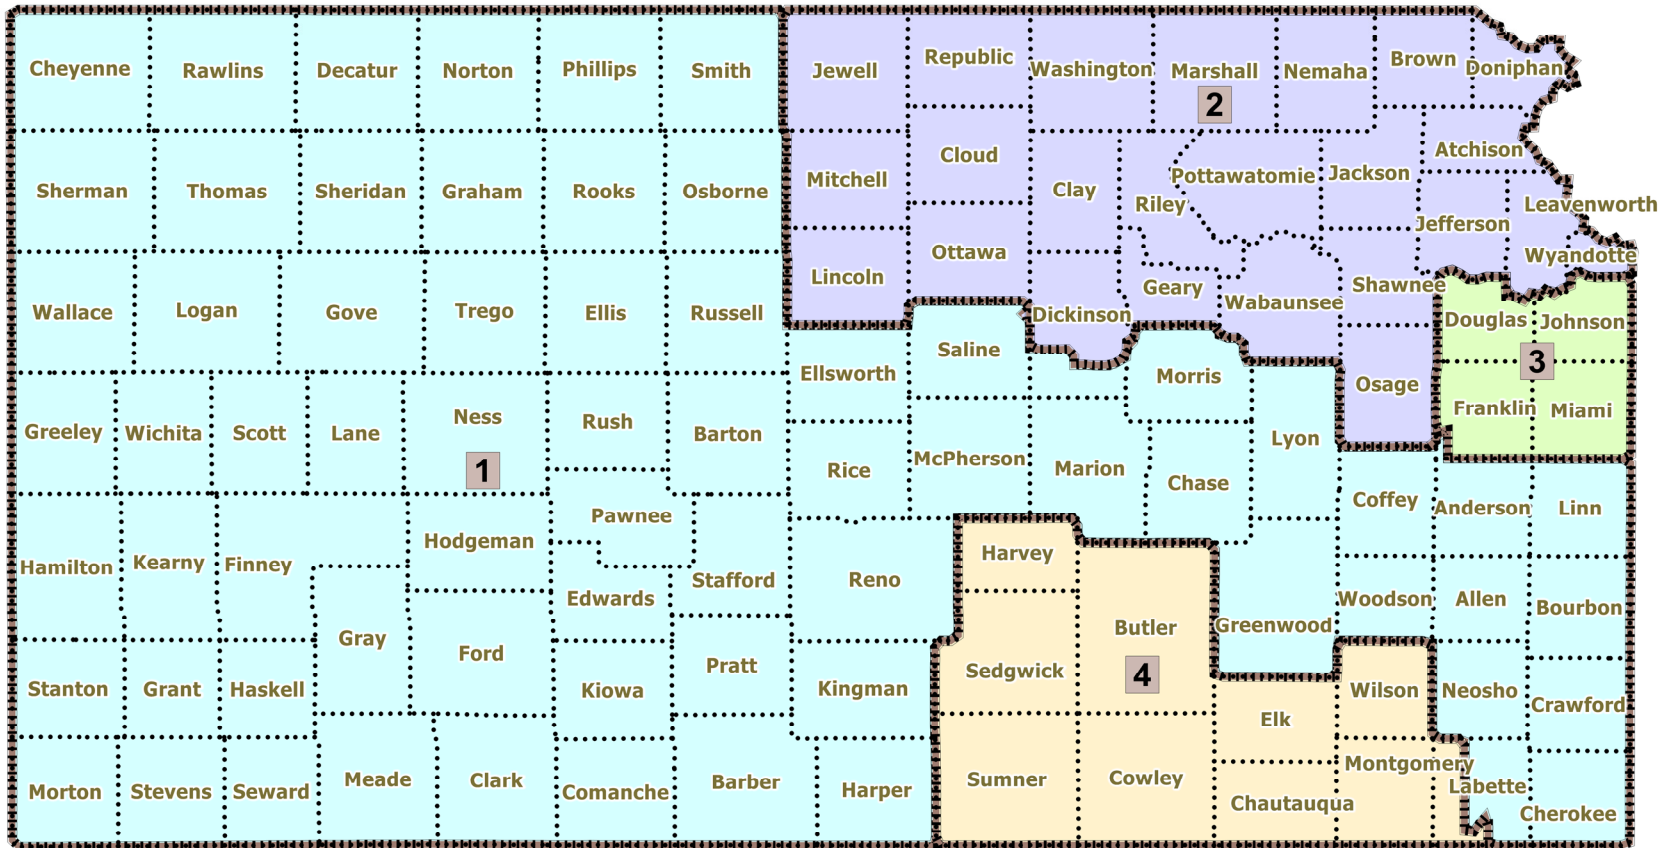 Cheyenne
Rawlins
Decatur
Norton
Phillips
Smith
Jewell
Republic
Washington
Marshall
Nemaha
Brown
Doniphan
2
Sherman
Thomas
Sheridan
Graham
Rooks
Osborne
Mitchell
Cloud
Clay
Riley
Pottawatomie
Jackson
Atchison
Jefferson
Leavenworth
Wyandotte
Wallace
Logan
Gove
Trego
Ellis
Russell
Lincoln
Ottawa
Dickinson
Geary
Wabaunsee
Shawnee
Douglas
Johnson
3
Saline
Ellsworth
Morris
Osage
Franklin
Miami
Greeley
Wichita
Scott
Lane
Ness
Rush
Barton
1
Rice
McPherson
Marion
Chase
Lyon
Coffey
Anderson
Linn
Hamilton
Kearny
Finney
Hodgeman
Pawnee
Edwards
Stafford
Reno
Harvey
Butler
Greenwood
Woodson
Allen
Bourbon
Gray
Ford
Stanton
Grant
Haskell
Kiowa
Pratt
Kingman
Sedgwick
4
Elk
Wilson
Neosho
Crawford
Morton
Stevens
Seward
Meade
Clark
Comanche
Barber
Harper
Sumner
Cowley
Chautauqua
Montgomery
Labette
Cherokee